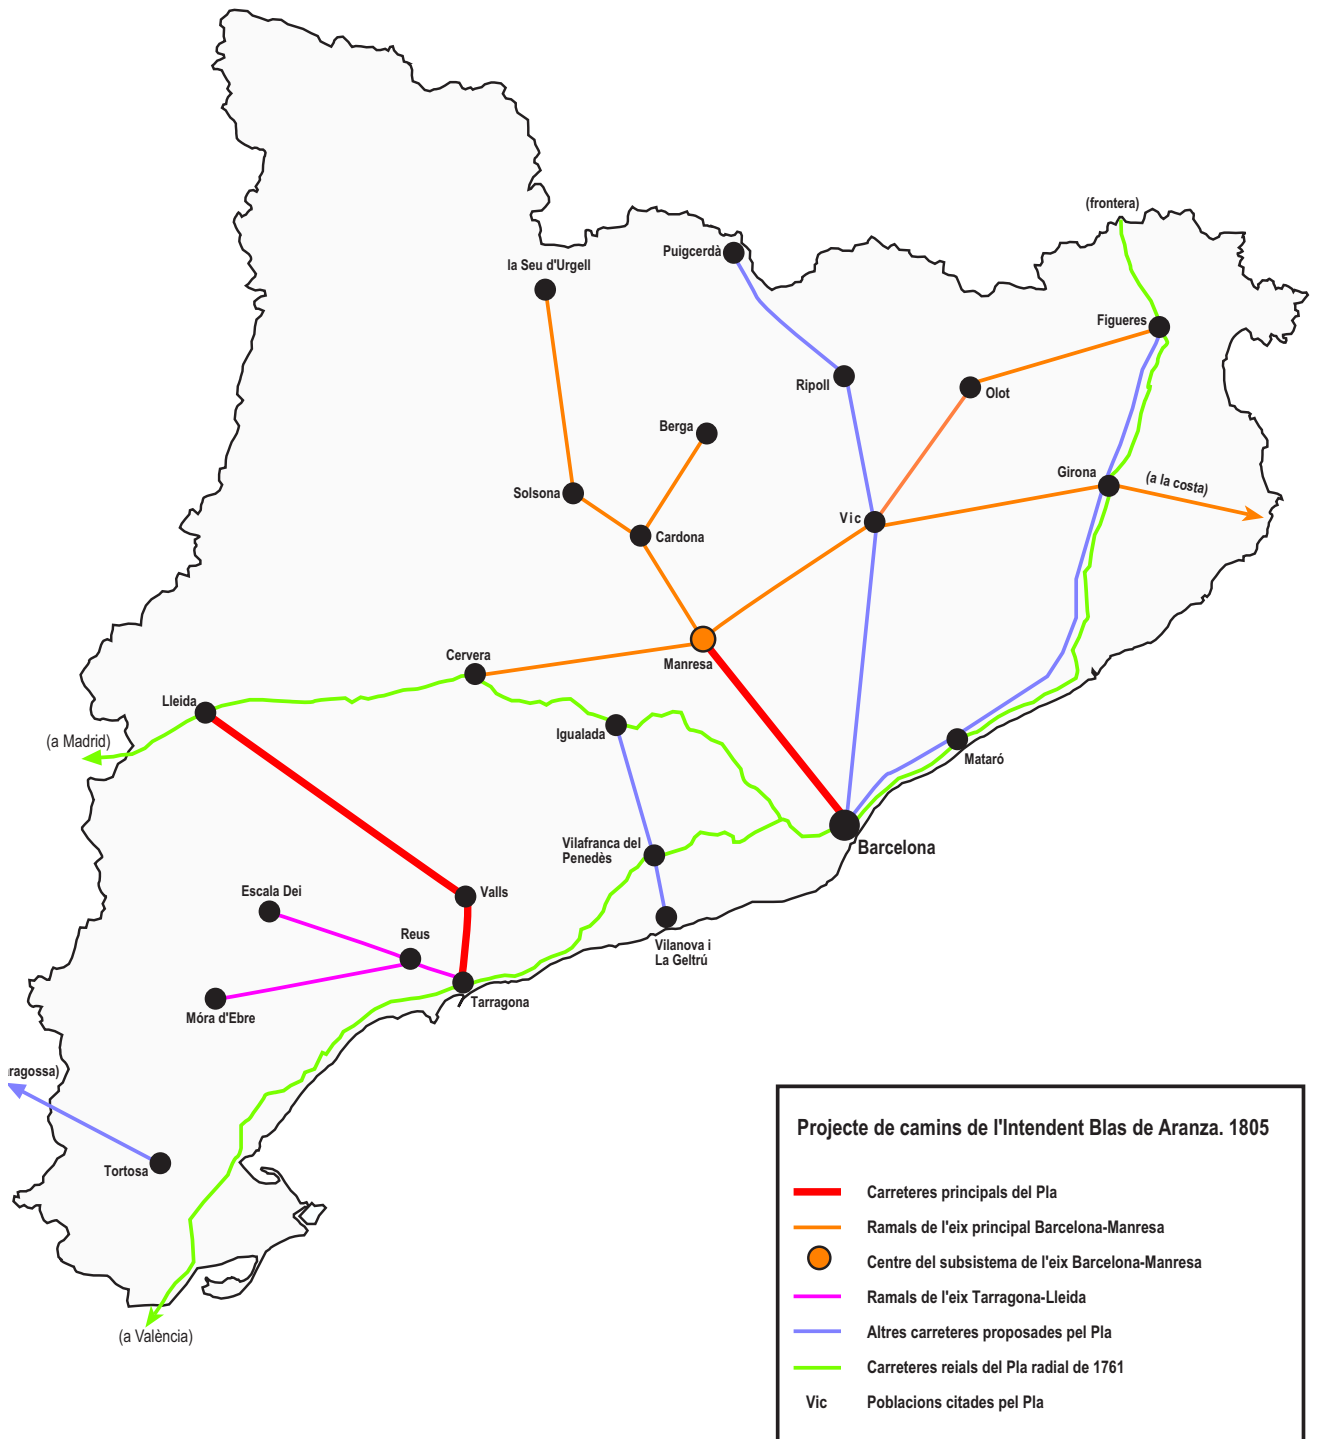 (frontera)
Puigcerdà
la Seu d'Urgell
Figueres
Ripoll
Olot
Berga
Girona
(a la costa)
Solsona
Vic
Cardona
Manresa
Cervera
Lleida
(a Madrid)
Igualada
Mataró
Barcelona
Vilafranca del
Penedès
Escala Dei
Valls
Reus
Vilanova i
La Geltrú
Tarragona
Móra d'Ebre
ragossa)
Tortosa
(a València)
Projecte de camins de l'Intendent Blas de Aranza. 1805
Carreteres principals del Pla
Ramals de l'eix principal Barcelona-Manresa
Centre del subsistema de l'eix Barcelona-Manresa
Ramals de l'eix Tarragona-Lleida
Altres carreteres proposades pel Pla
Carreteres reials del Pla radial de 1761
Vic Poblacions citades pel Pla